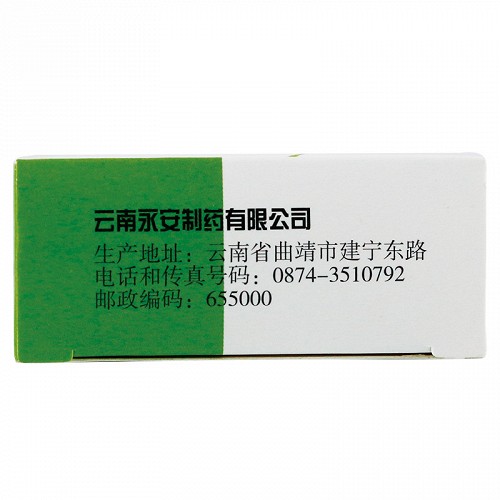 云南永安制药有限公司
生产地址：云南省曲靖市建宁东路
电话和传真号码：0874-3510792
邮政编码：655000